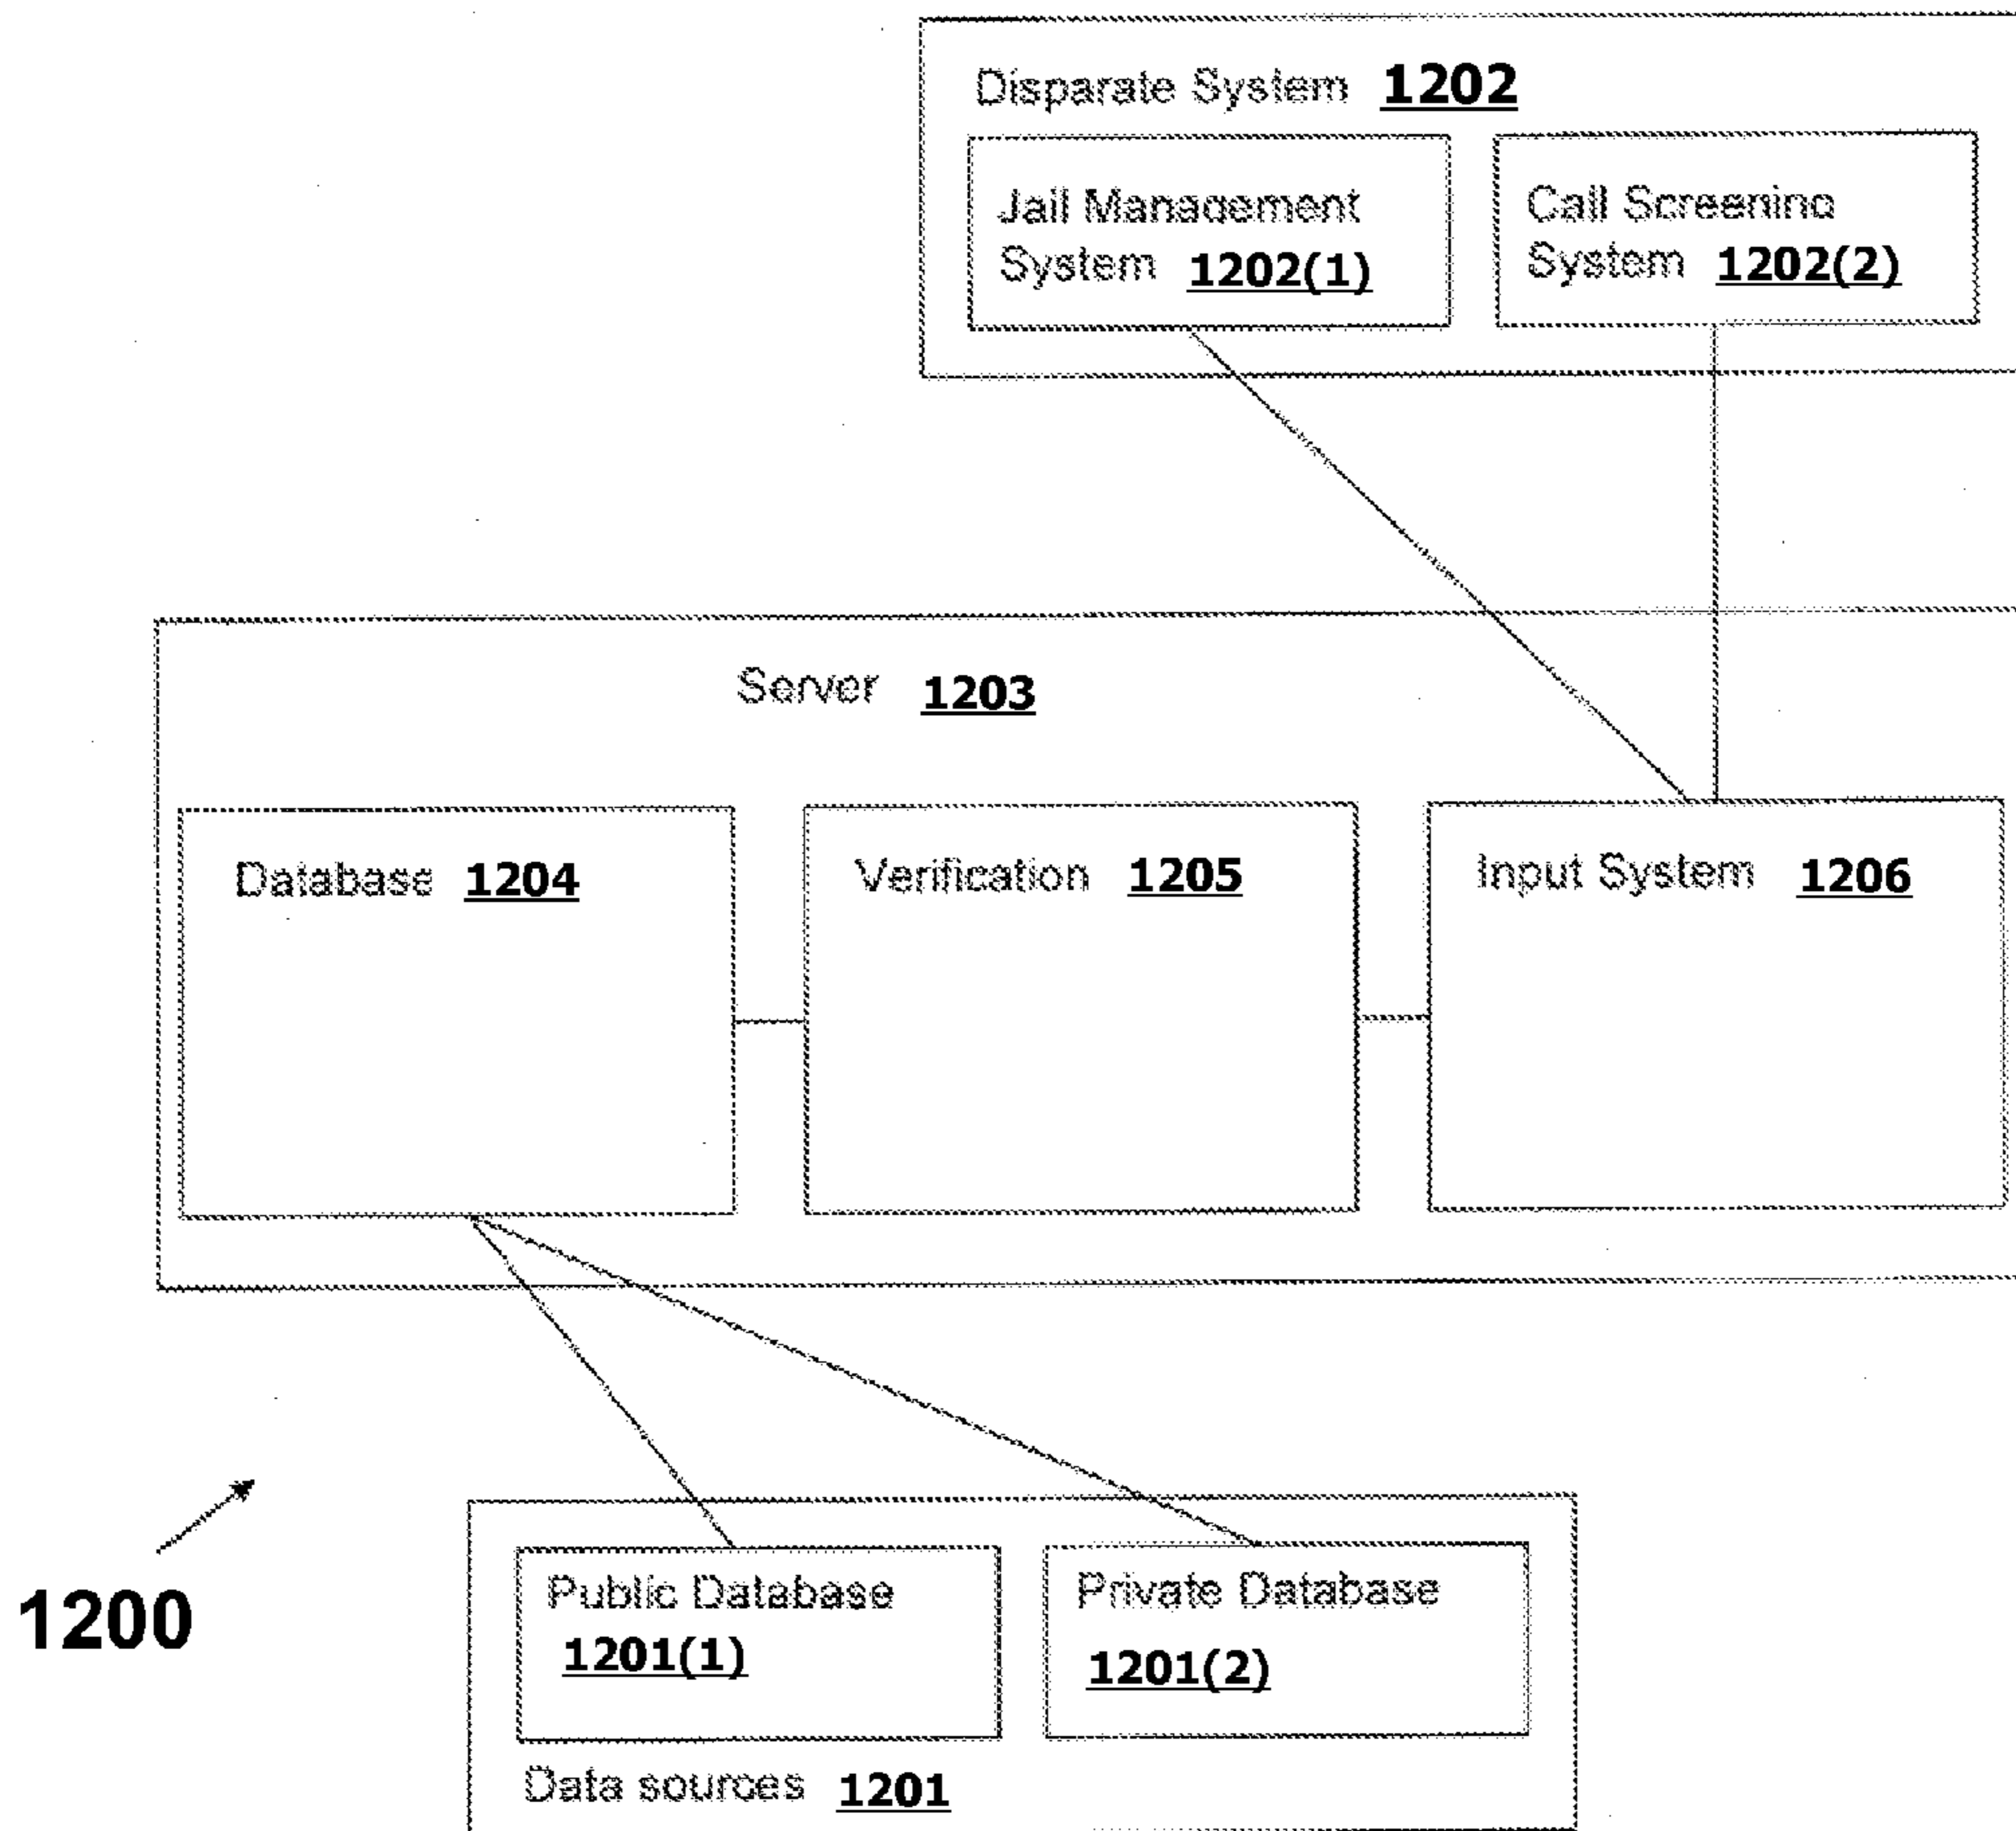 Disparate System 1202
Jail Management
System 1202(1)
Call Screening
System 1202(2)
Server 1203
Database 1204
Verification 1205
Input System 1206
1200
Public Database
1201(1)
Private Database
1201(2)
Data sources 1201